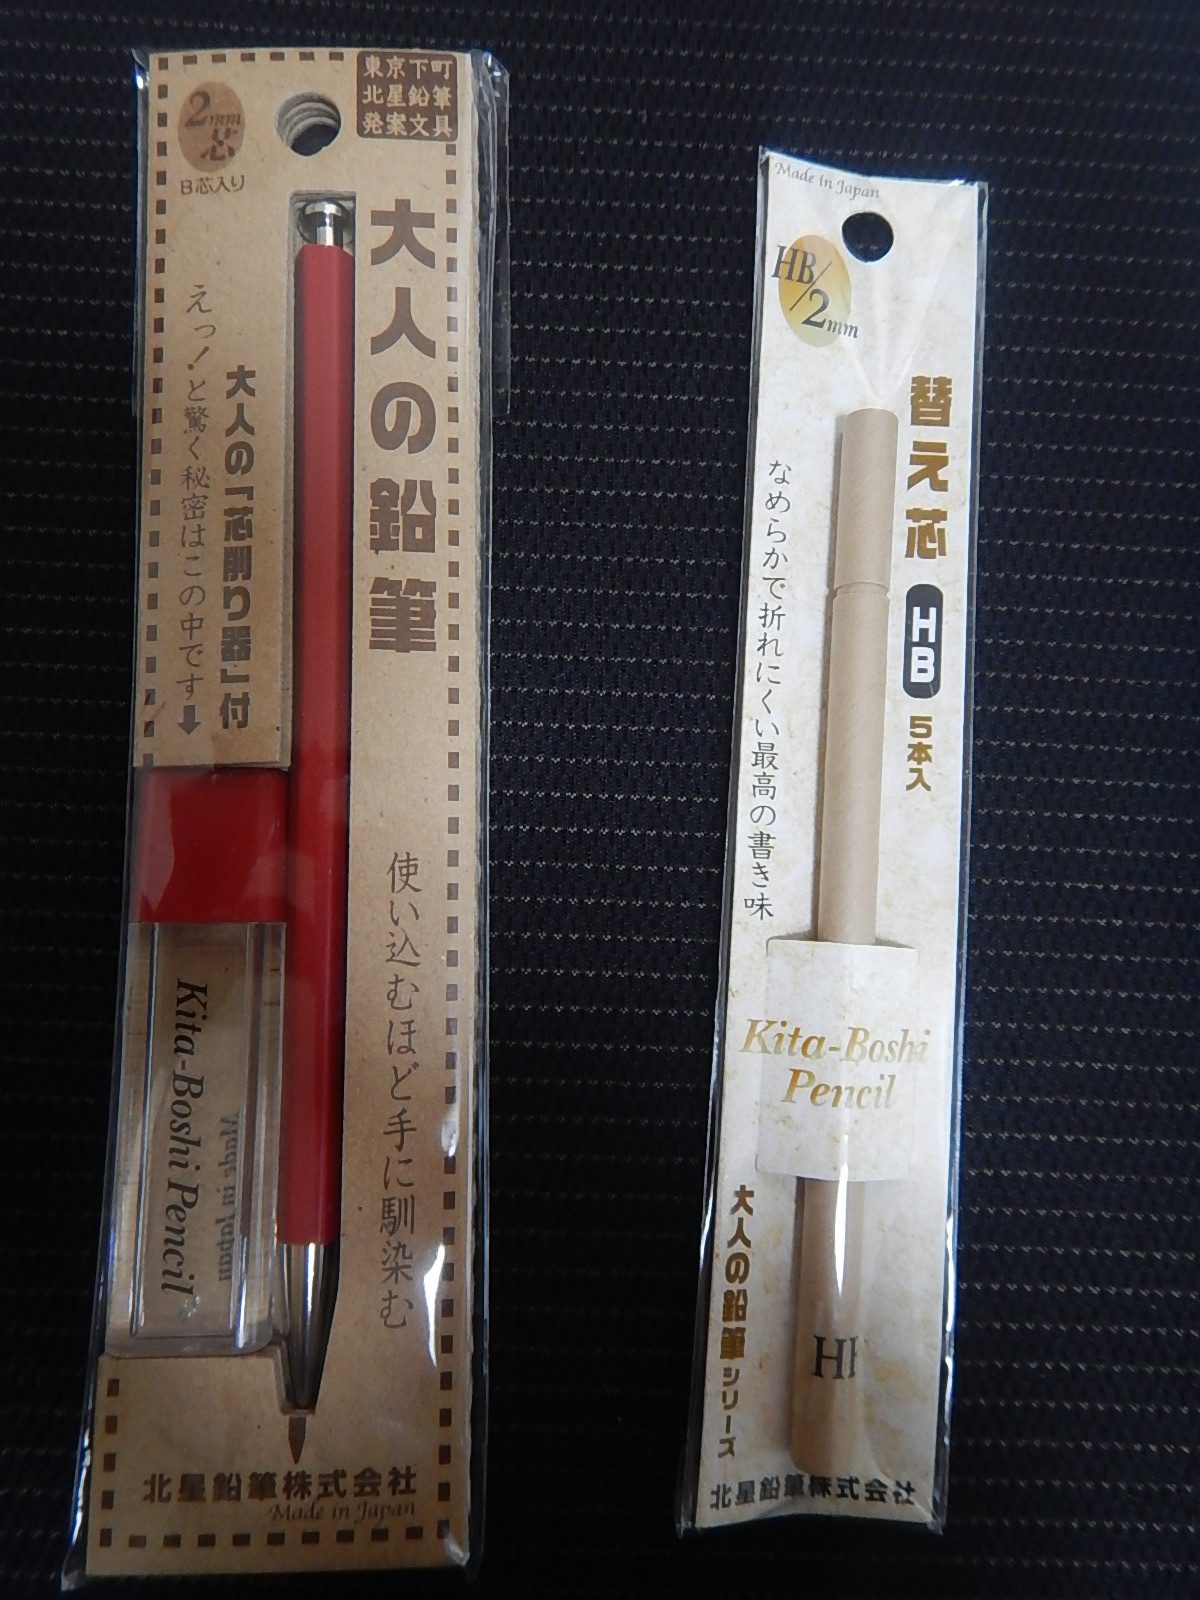 東京下町
北星鉛筆
発案文具
2mm
芯
B芯入り
大人の鉛筆
大人の「芯削り器」付
えっ!と驚く秘密はこの中です⬇
使い込むほど手に馴染む
Kita-Boshi Pencil
Made in Japan
北星鉛筆株式会社
Made in Japan
Made in Japan
HB/2mm
替え芯 HB 5本入
なめらかで折れにくい最高の書き味
Kita-Boshi
Pencil
大人の鉛筆シリーズ
HB
北星鉛筆株式会社